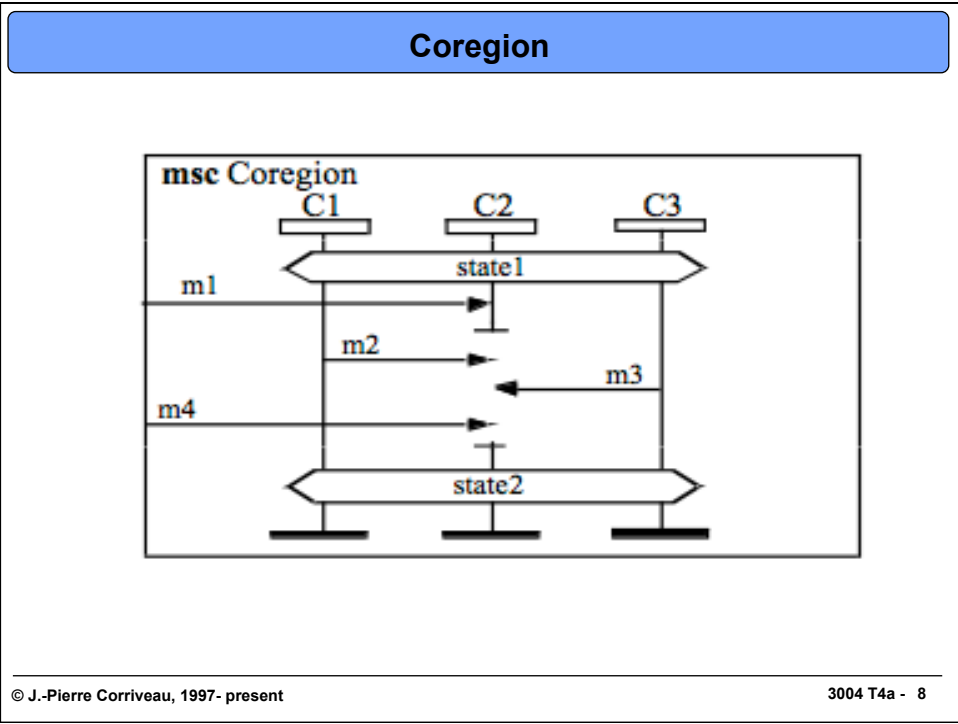 Coregion
msc Coregion
C1 C2 C3
state1
m1
m2
m3
m4
state2
© J.-Pierre Corriveau, 1997- present
3004 T4a - 8